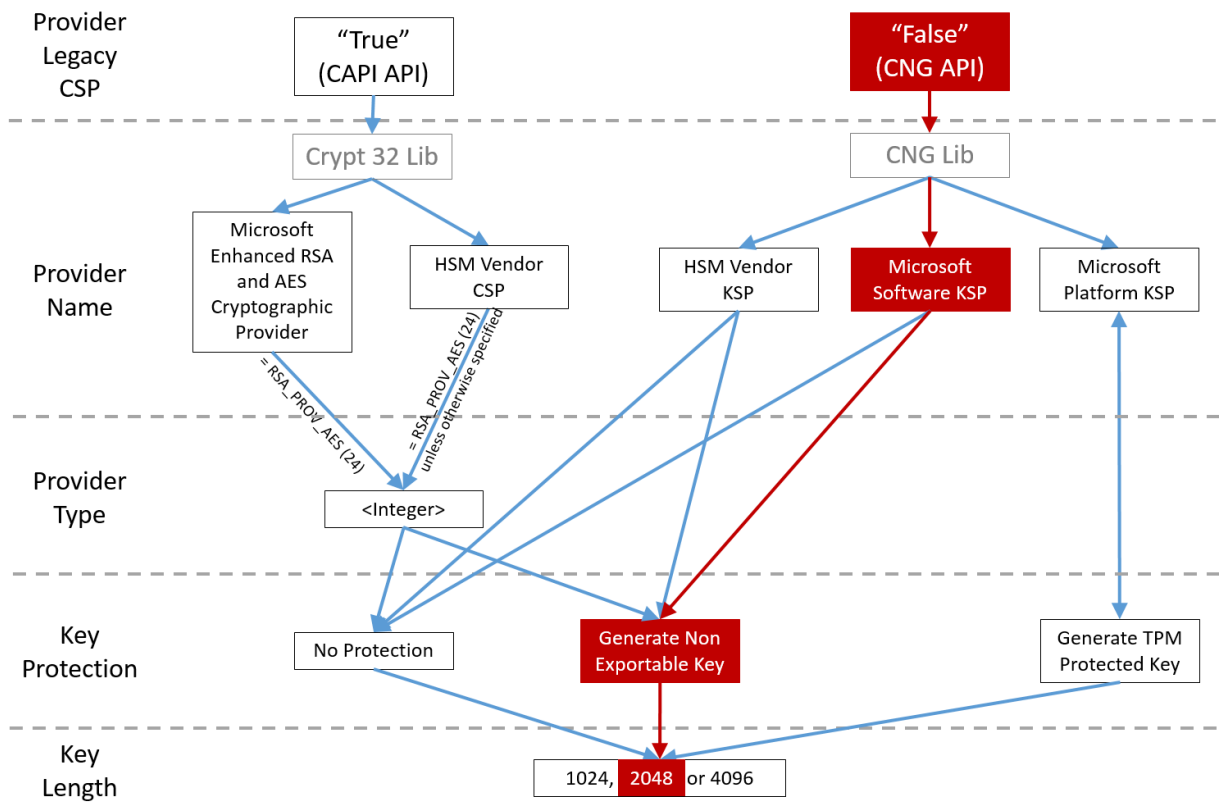 Provider
Legacy
CSP
“True”
(CAPI API)
“False”
(CNG API)
Crypt 32 Lib
CNG Lib
Provider
Name
Microsoft
Enhanced RSA
and AES
Cryptographic
Provider
HSM Vendor
CSP
HSM Vendor
KSP
Microsoft
Software KSP
Microsoft
Platform KSP
= RSA_PROV_AES (24)
= RSA_PROV_AES (24)
unless otherwise specified
Provider
Type
<Integer>
Key
Protection
No Protection
Generate Non
Exportable Key
Generate TPM
Protected Key
Key
Length
1024, 2048 or 4096